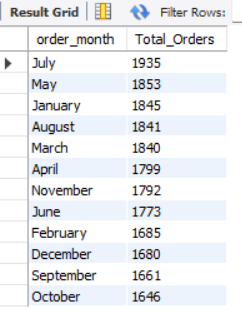 Result Grid Filter Rows:
order_month Total_Orders
July 1935
May 1853
January 1845
August 1841
March 1840
April 1799
November 1792
June 1773
February 1685
December 1680
September 1661
October 1646